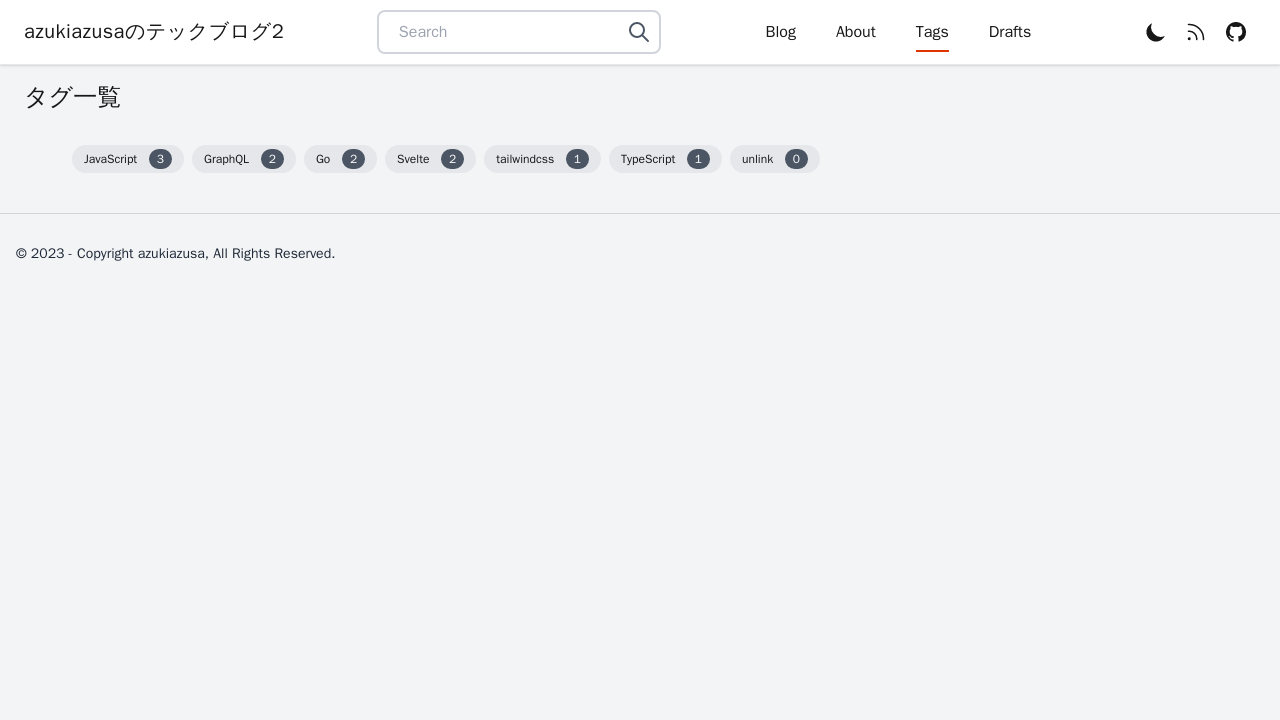 azukiazusaのテックブログ2
Search
Blog About Tags Drafts
タグ一覧
JavaScript 3 GraphQL 2 Go 2 Svelte 2 tailwindcss 1 TypeScript 1 unlink 0
© 2023 - Copyright azukiazusa, All Rights Reserved.